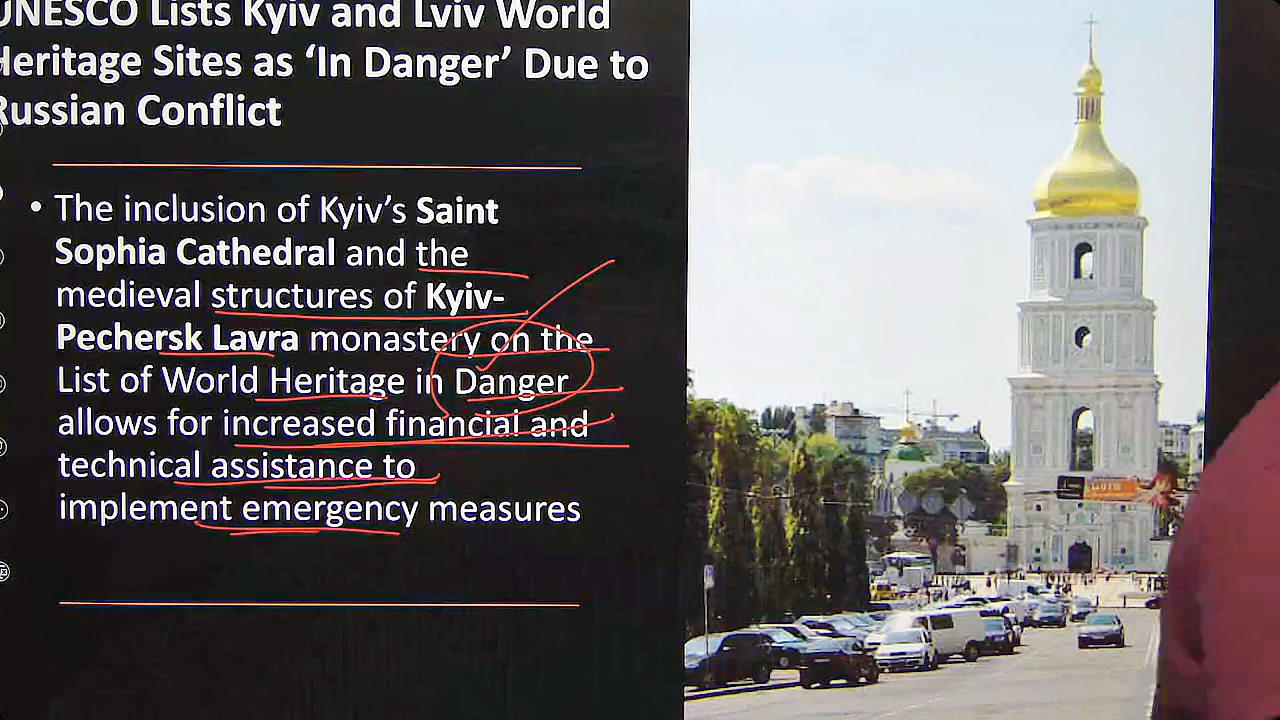 UNESCO Lists Kyiv and Lviv World
Heritage Sites as ‘In Danger’ Due to
Russian Conflict
• The inclusion of Kyiv’s Saint
Sophia Cathedral and the
medieval structures of Kyiv-
Pechersk Lavra monastery on the
List of World Heritage in Danger
allows for increased financial and
technical assistance to
implement emergency measures